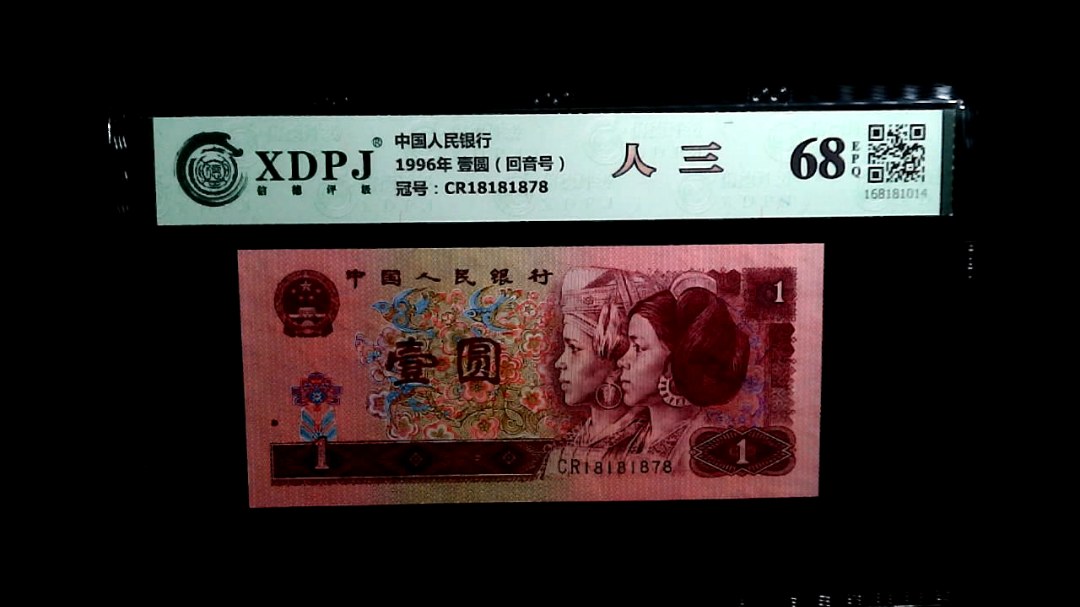 XDPJ®
信德评级
中国人民银行
1996年 壹圆（回音号）
冠号：CR18181878
人 三
68
EPQ
168181014
中国人民银行
1
壹圆
1
CR18181878
1